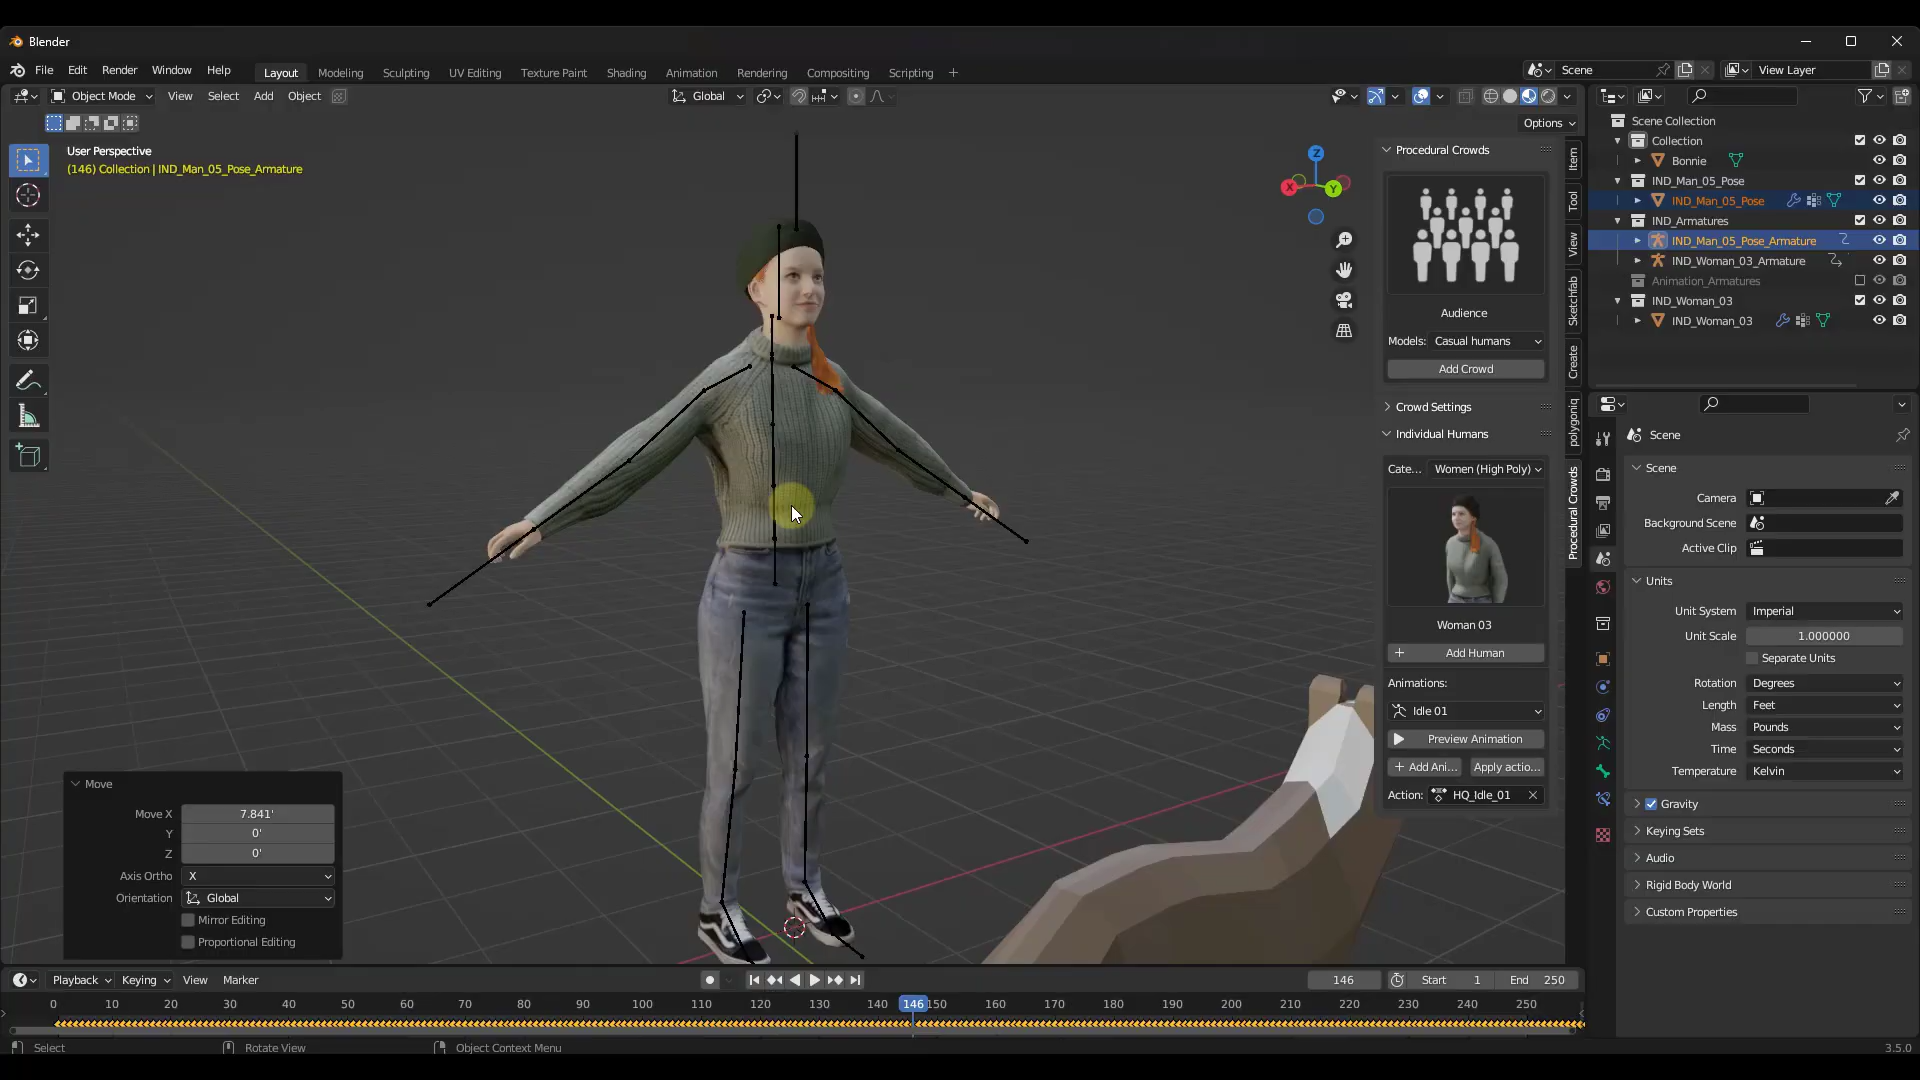 Blender
File Edit Render Window Help
Layout Modeling Sculpting UV Editing Texture Paint Shading Animation Rendering Compositing Scripting +
Scene View Layer
Object Mode View Select Add Object
Global
Options
User Perspective
(146) Collection | IND_Man_05_Pose_Armature
Z
X
Y
Procedural Crowds
Audience
Models: Casual humans
Add Crowd
Crowd Settings
Individual Humans
Cate... Women (High Poly)
Woman 03
+ Add Human
Animations:
Idle 01
Preview Animation
+ Add Ani... Apply actio...
Action: HQ_Idle_01
Item
Tool
View
Sketchfab
Create
polygoniq
Procedural Crowds
Scene Collection
Collection
Bonnie
IND_Man_05_Pose
IND_Man_05_Pose
IND_Armatures
IND_Man_05_Pose_Armature
IND_Woman_03_Armature
Animation_Armatures
IND_Woman_03
IND_Woman_03
Scene
Scene
Camera
Background Scene
Active Clip
Units
Unit System Imperial
Unit Scale 1.000000
Separate Units
Rotation Degrees
Length Feet
Mass Pounds
Time Seconds
Temperature Kelvin
Gravity
Keying Sets
Audio
Rigid Body World
Custom Properties
Move
Move X 7.841'
Y 0'
Z 0'
Axis Ortho X
Orientation Global
Mirror Editing
Proportional Editing
Playback Keying View Marker
146 Start 1 End 250
0 10 20 30 40 50 60 70 80 90 100 110 120 130 140 146 150 160 170 180 190 200 210 220 230 240 250
Select Rotate View Object Context Menu
3.5.0